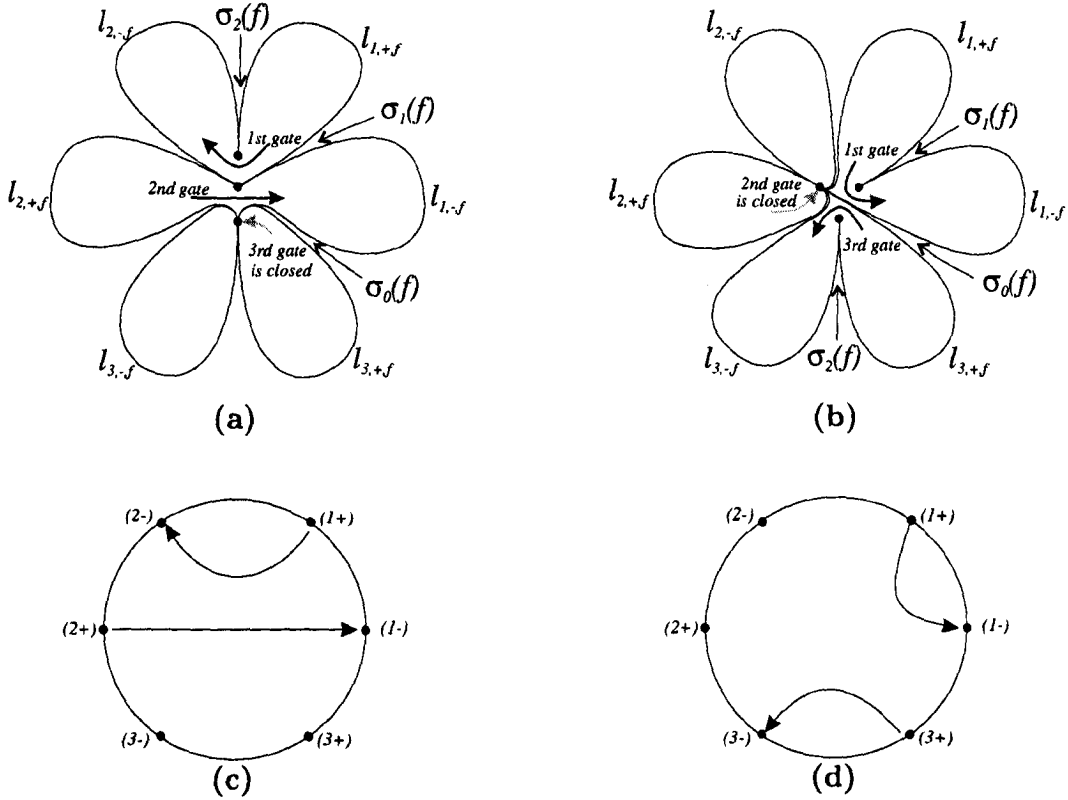 σ₂(f)
l₂,₋f
l₁,₊f
σ₁(f)
1st gate
2nd gate
l₂,₊f
l₁,₋f
3rd gate
is closed
σ₀(f)
l₃,₋f
l₃,₊f
(a)
l₂,₋f
l₁,₊f
σ₁(f)
1st gate
2nd gate
is closed
l₂,₊f
l₁,₋f
3rd gate
σ₀(f)
l₃,₋f
σ₂(f)
l₃,₊f
(b)
(2-)
(1+)
(2+)
(1-)
(3-)
(3+)
(c)
(2-)
(1+)
(2+)
(1-)
(3-)
(3+)
(d)